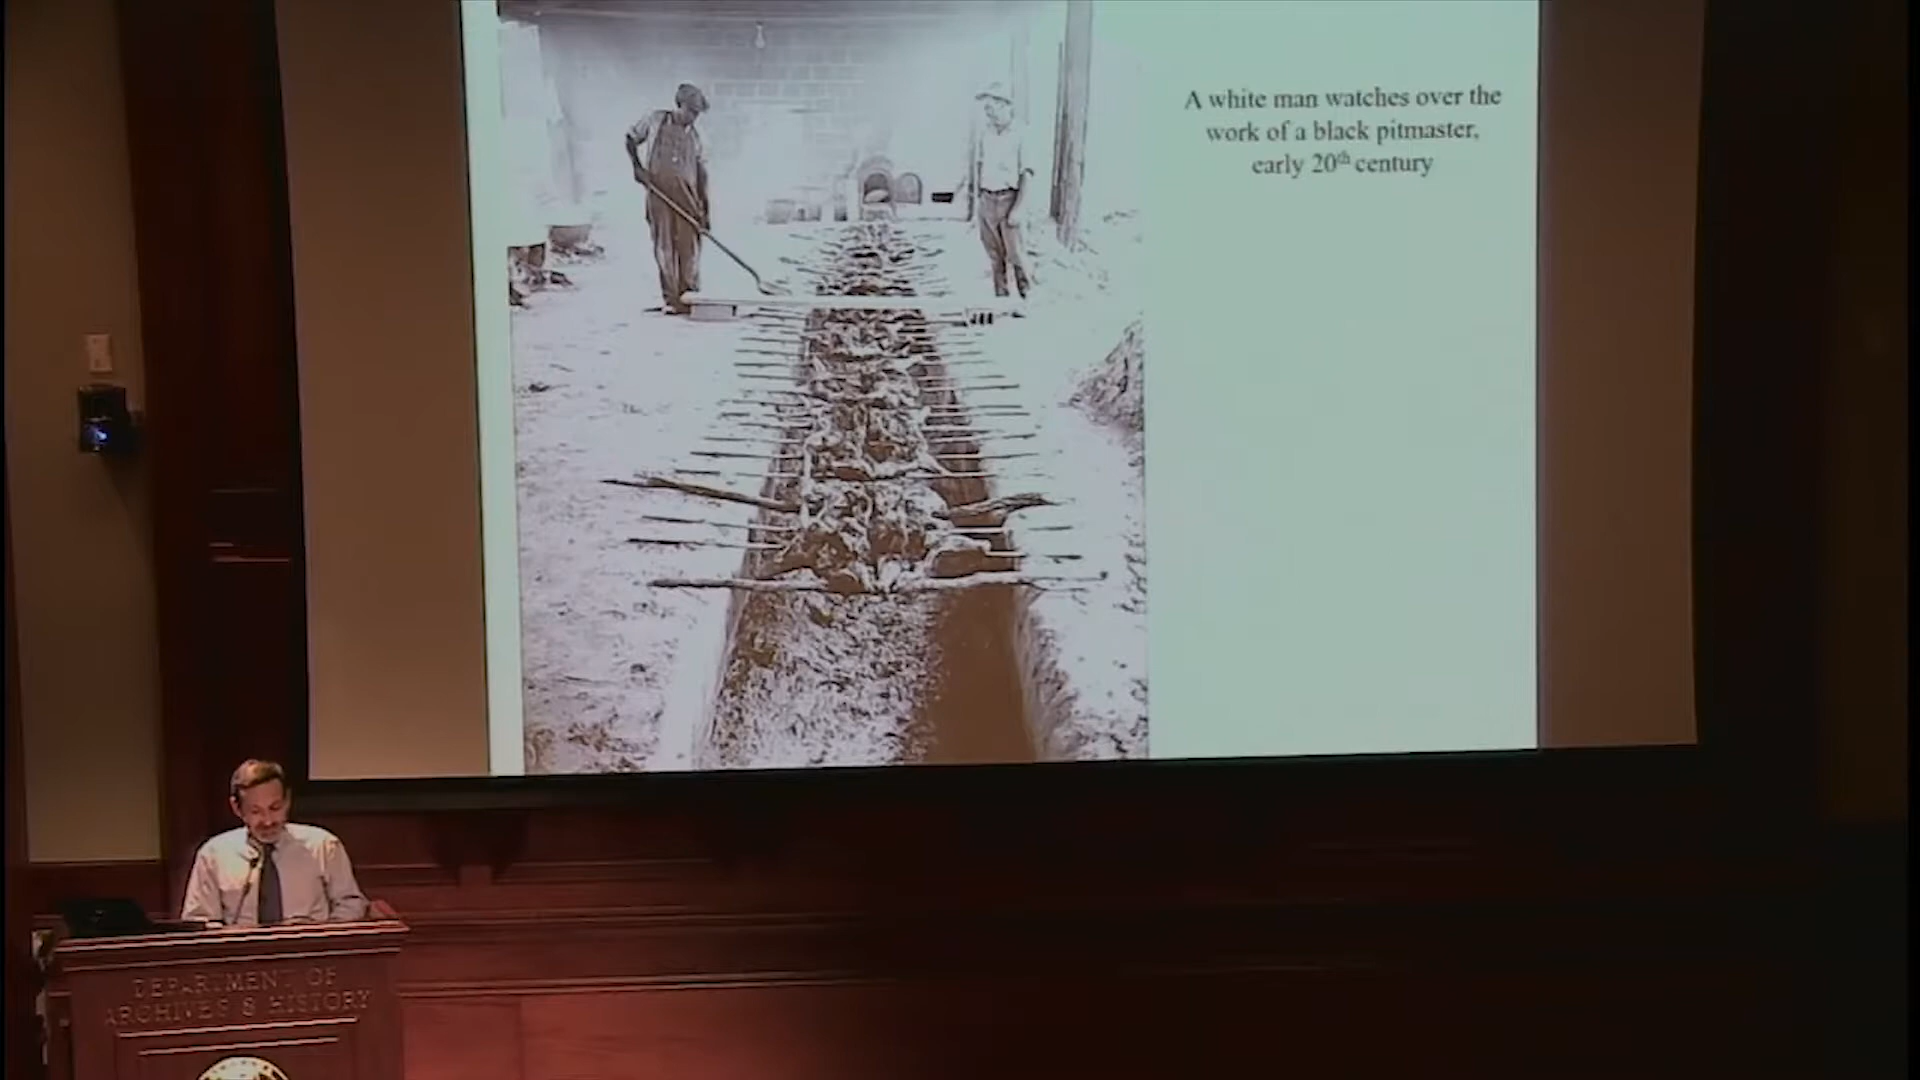 A white man watches over the
work of a black pitmaster,
early 20th century
DEPARTMENT OF
ARCHIVES & HISTORY